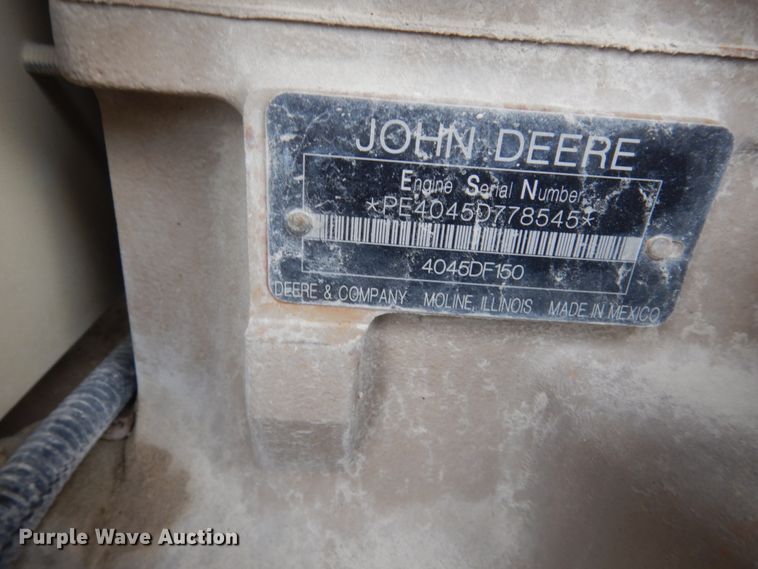 JOHN DEERE
Engine Serial Number
*PE4045D778545*
4045DF150
DEERE & COMPANY MOLINE, ILLINOIS MADE IN MEXICO
Purple Wave Auction